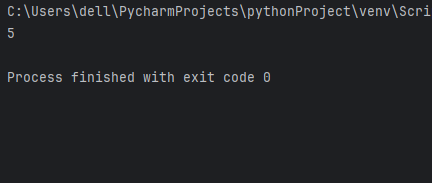 C:\Users\dell\PycharmProjects\pythonProject\venv\Scri
5
Process finished with exit code 0